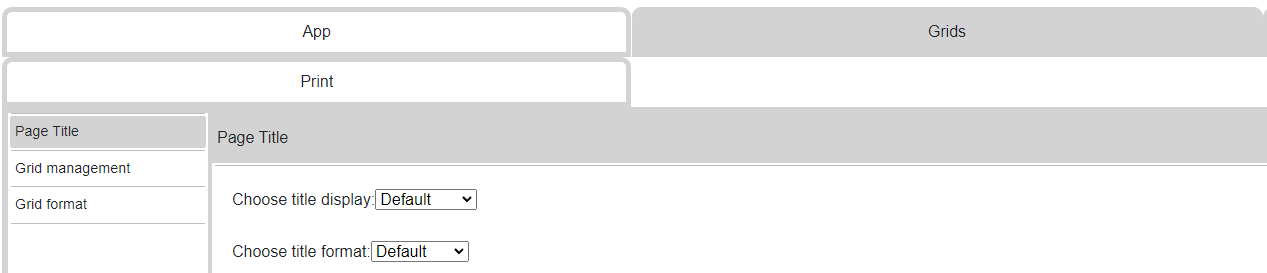 App
Grids
Print
Page Title
Page Title
Grid management
Grid format
Choose title display: Default
Choose title format: Default